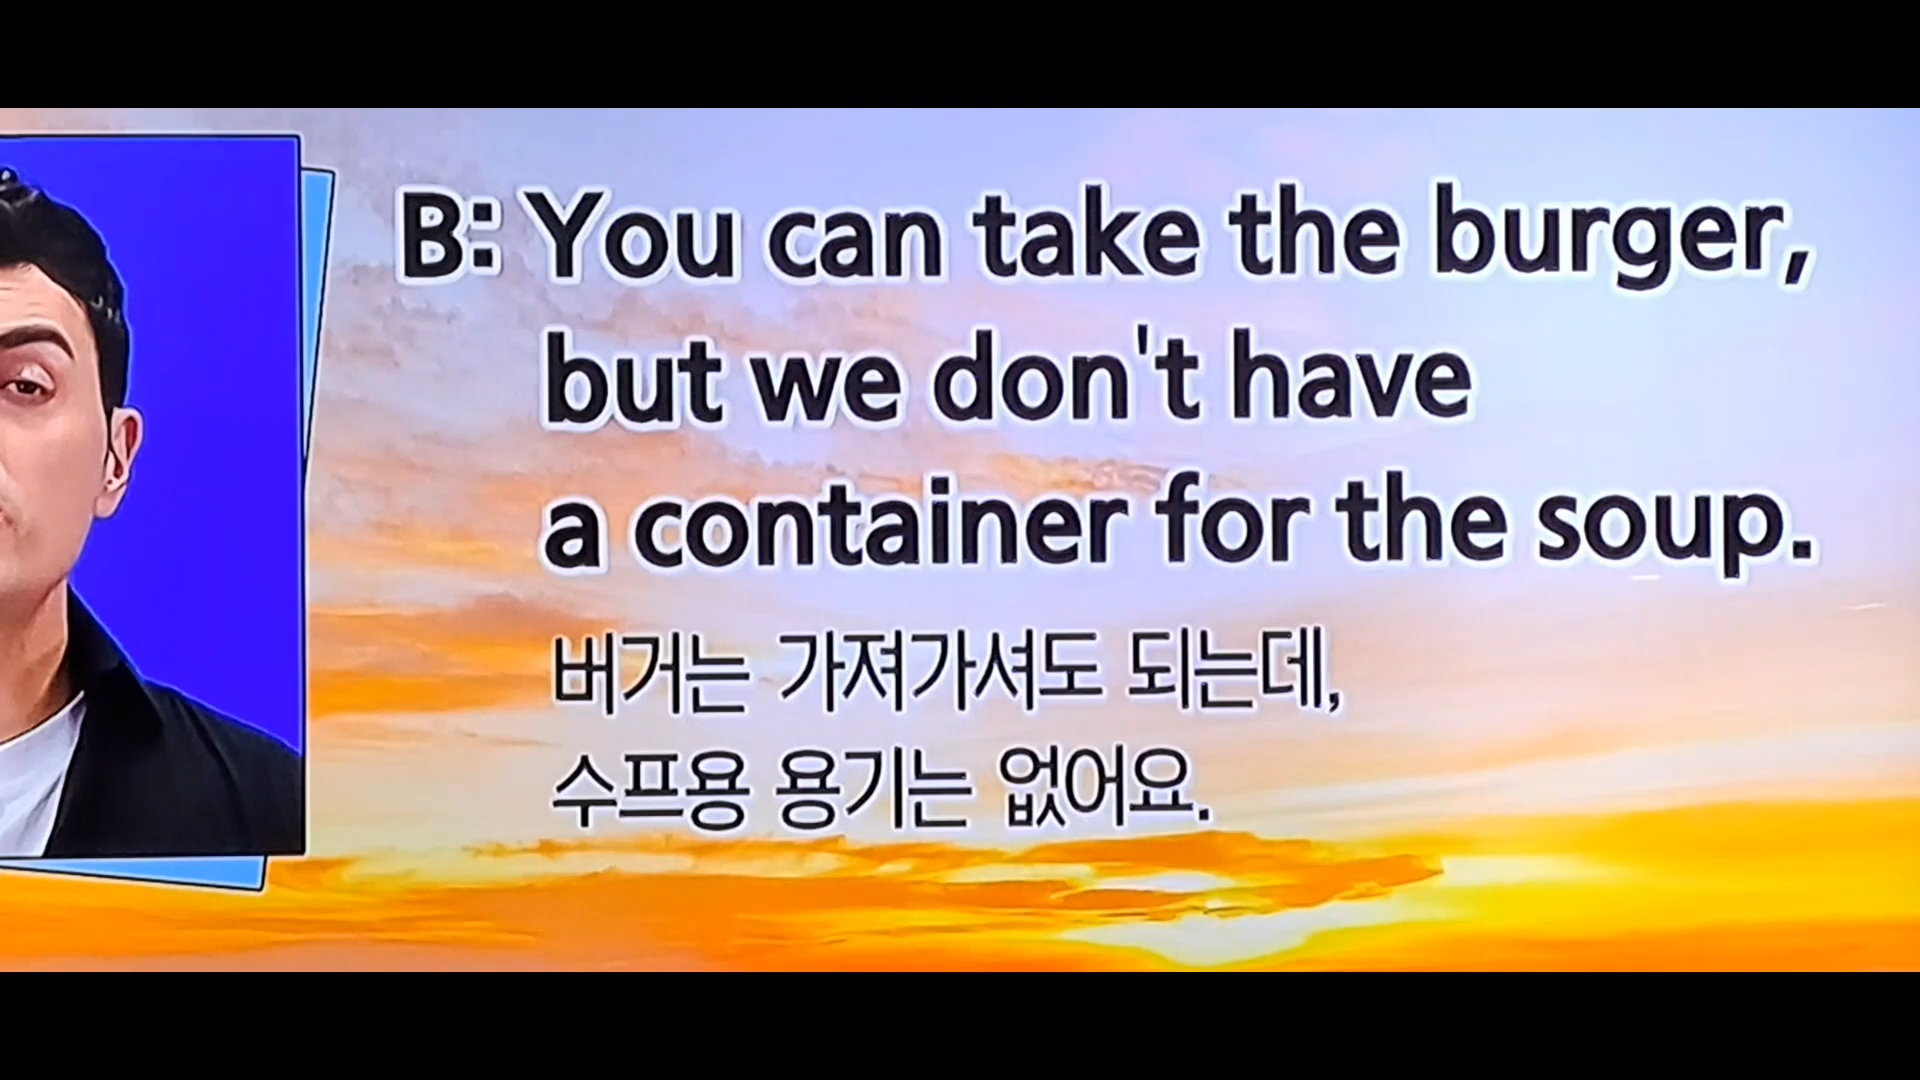 B: You can take the burger,
but we don't have
a container for the soup.
버거는 가져가셔도 되는데,
수프용 용기는 없어요.